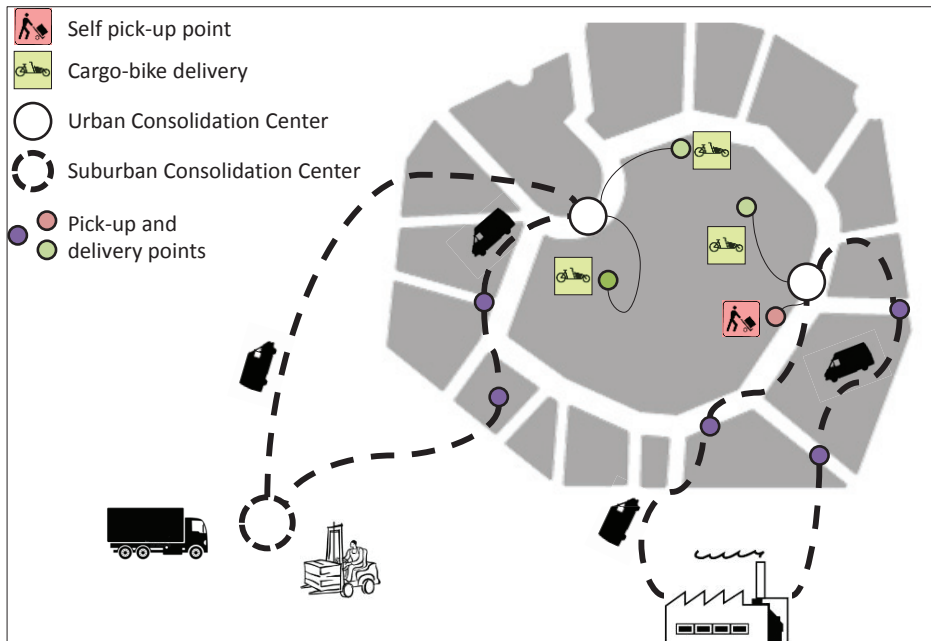 Self pick-up point
Cargo-bike delivery
Urban Consolidation Center
Suburban Consolidation Center
Pick-up and
delivery points